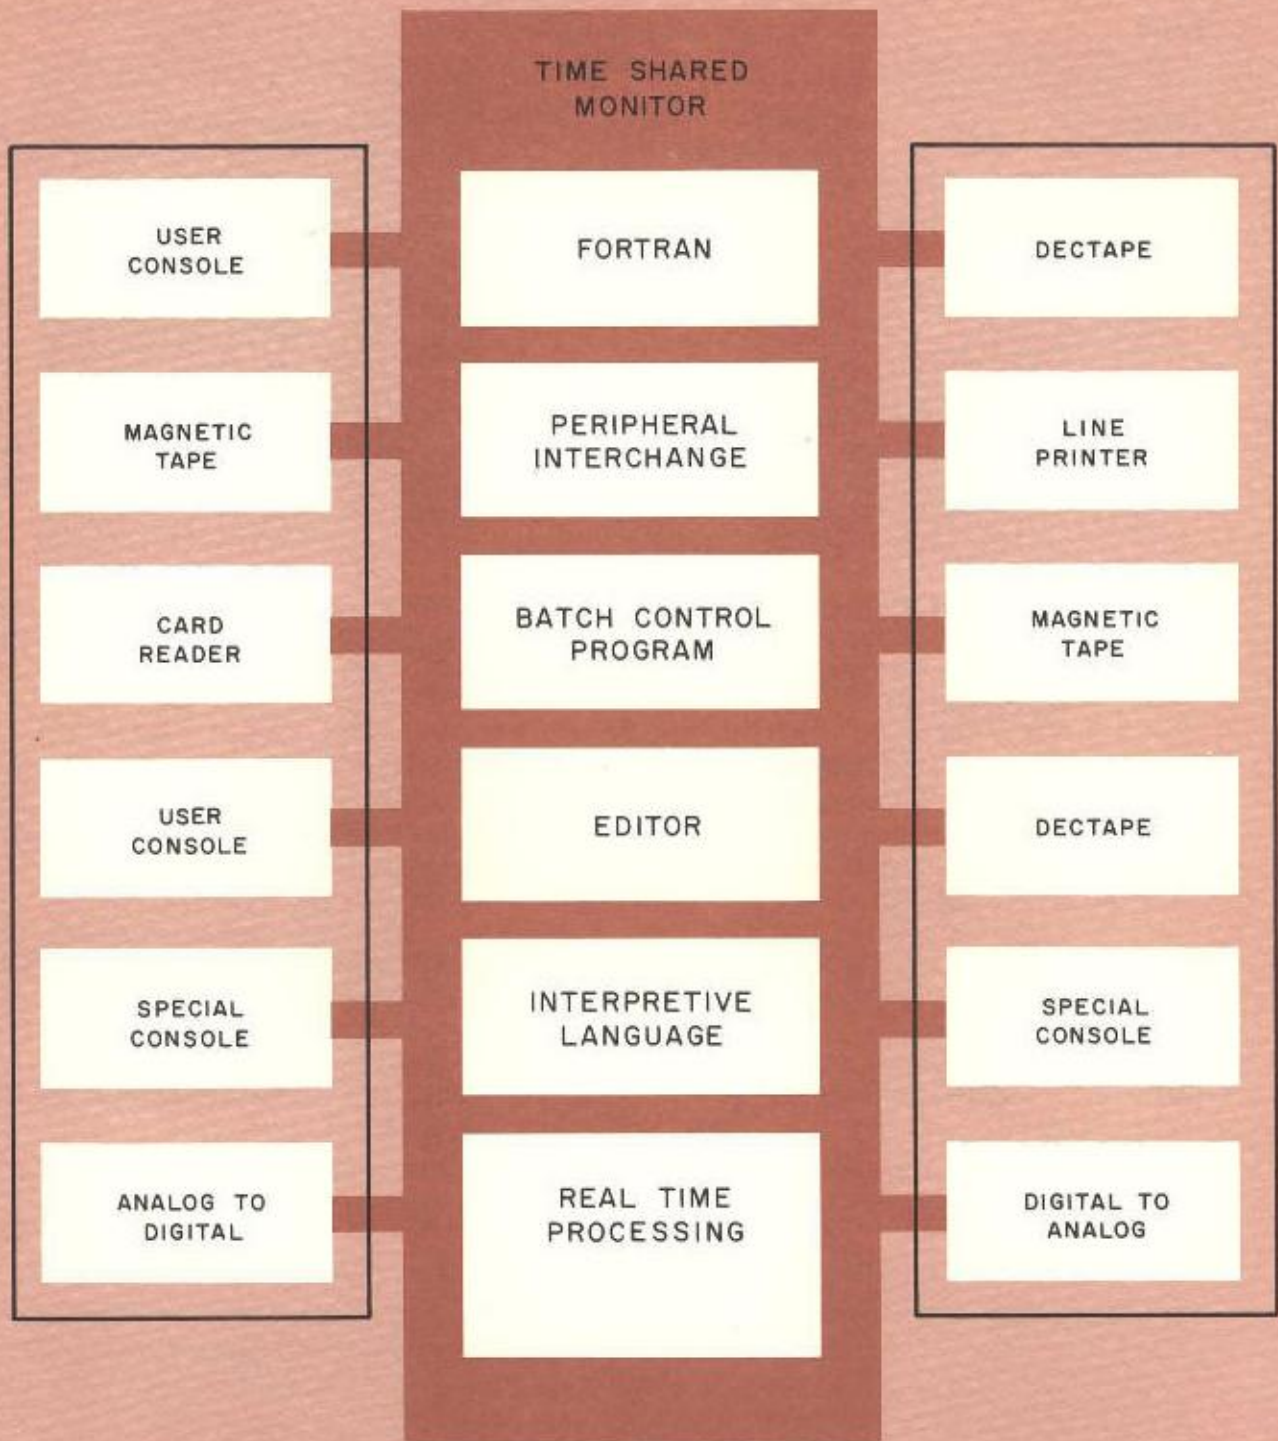 TIME SHARED
MONITOR
USER
CONSOLE
FORTRAN
DECTAPE
MAGNETIC
TAPE
PERIPHERAL
INTERCHANGE
LINE
PRINTER
CARD
READER
BATCH CONTROL
PROGRAM
MAGNETIC
TAPE
USER
CONSOLE
EDITOR
DECTAPE
SPECIAL
CONSOLE
INTERPRETIVE
LANGUAGE
SPECIAL
CONSOLE
ANALOG TO
DIGITAL
REAL TIME
PROCESSING
DIGITAL TO
ANALOG